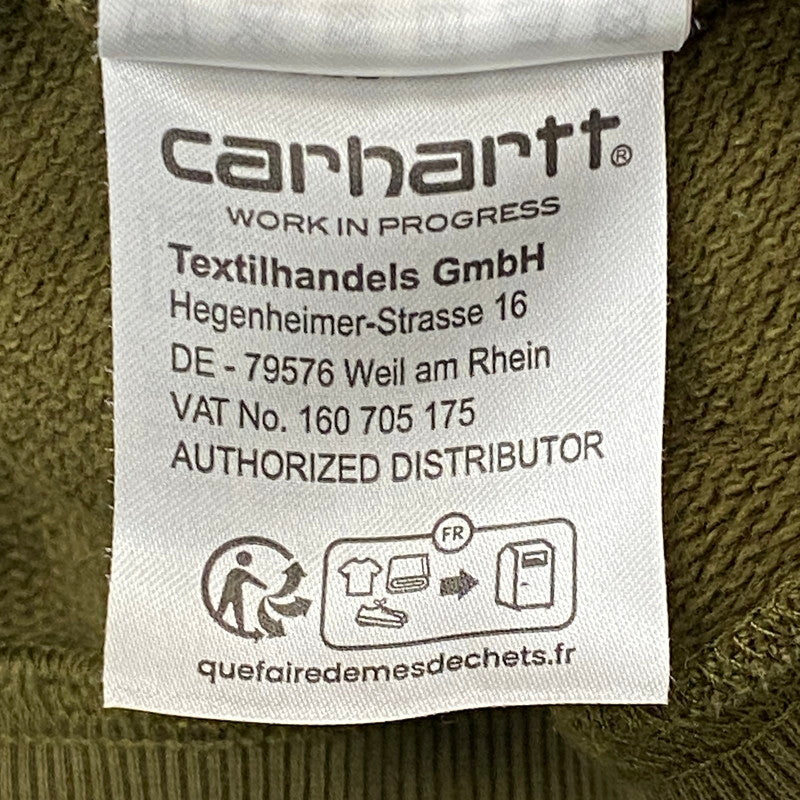 carhartt®
WORK IN PROGRESS
Textilhandels GmbH
Hegenheimer-Strasse 16
DE - 79576 Weil am Rhein
VAT No. 160 705 175
AUTHORIZED DISTRIBUTOR
FR
quefairedemesdechets.fr